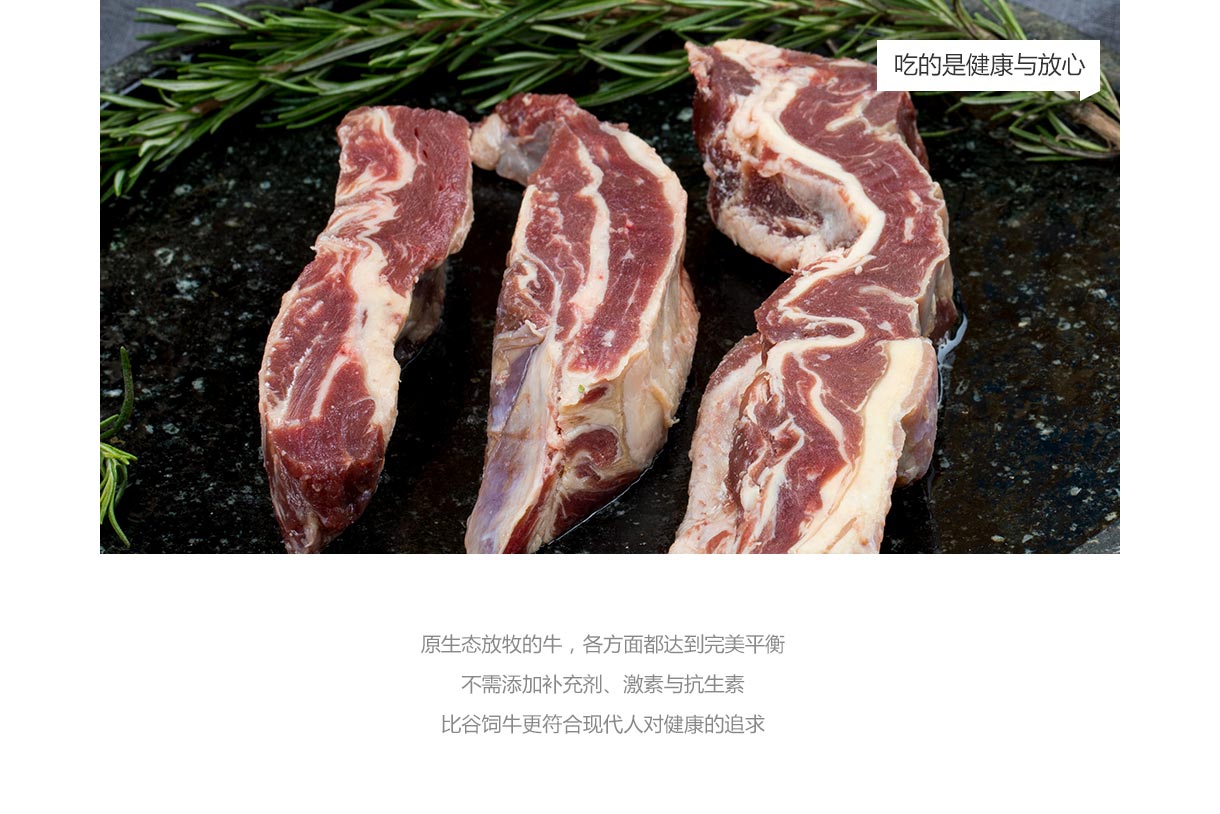 吃的是健康与放心
原生态放牧的牛，各方面都达到完美平衡
不需添加补充剂、激素与抗生素
比谷饲牛更符合现代人对健康的追求